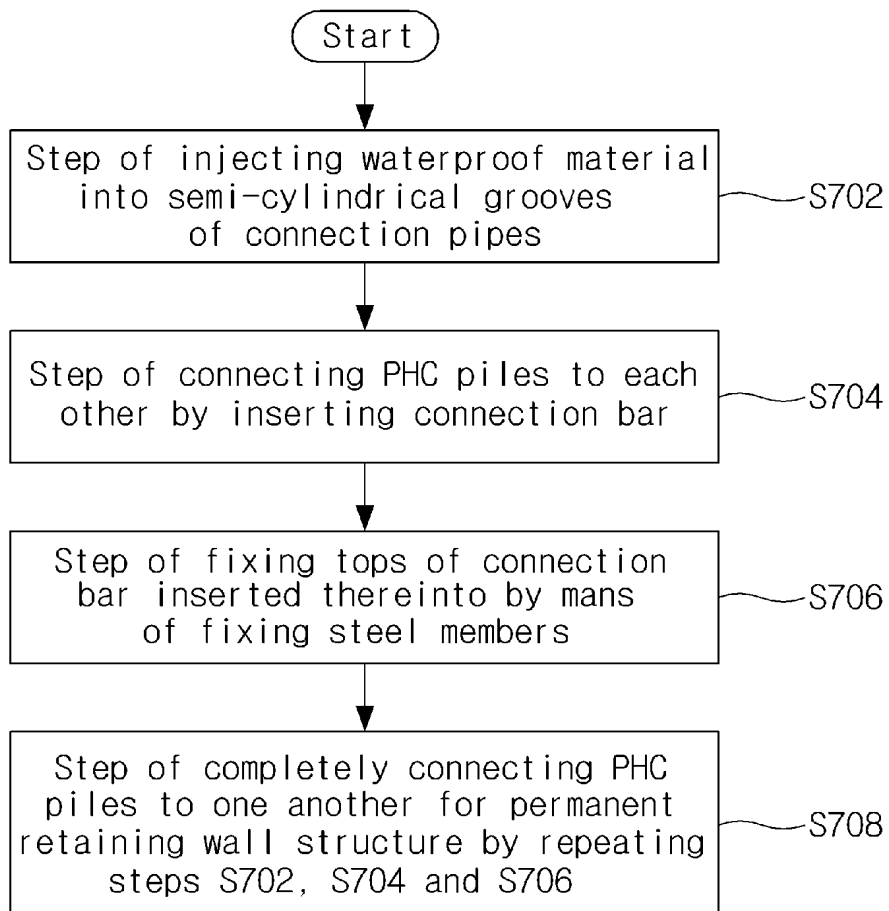 Start
Step of injecting waterproof material
into semi-cylindrical grooves
of connection pipes
S702
Step of connecting PHC piles to each
other by inserting connection bar
S704
Step of fixing tops of connection
bar inserted thereinto by mans
of fixing steel members
S706
Step of completely connecting PHC
piles to one another for permanent
retaining wall structure by repeating
steps S702, S704 and S706
S708